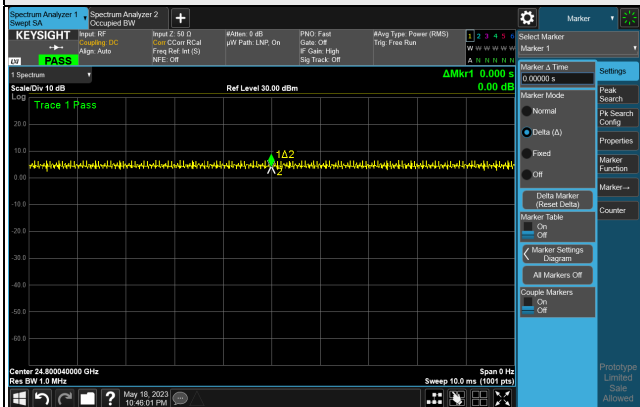 Spectrum Analyzer 1
Swept SA
Spectrum Analyzer 2
Occupied BW
Marker
KEYSIGHT
LXI
PASS
Input: RF
Coupling: DC
Align: Auto
Input Z: 50 Ω
Corr CCorr RCal
Freq Ref: Int (S)
NFE: Off
#Atten: 0 dB
µW Path: LNP, On
PNO: Fast
Gate: Off
IF Gain: High
Sig Track: Off
#Avg Type: Power (RMS)
Trig: Free Run
1 2 3 4 5 6
W W W W W W
A N N N N N
Select Marker
Marker 1
1 Spectrum
Scale/Div 10 dB
Log
Ref Level 30.00 dBm
ΔMkr1 0.000 s
0.00 dB
Trace 1 Pass
1Δ2
2
20.0
10.0
0.00
-10.0
-20.0
-30.0
-40.0
-50.0
-60.0
Center 24.800040000 GHz
Res BW 1.0 MHz
Span 0 Hz
Sweep 10.0 ms (1001 pts)
Marker Δ Time
0.00000 s
Marker Mode
Normal
Delta (Δ)
Fixed
Off
Delta Marker
(Reset Delta)
Marker Table
On
Off
Marker Settings
Diagram
All Markers Off
Couple Markers
On
Off
Settings
Peak
Search
Pk Search
Config
Properties
Marker
Function
Marker→
Counter
Prototype
Limited
Sale
Allowed
?
May 18, 2023
10:46:01 PM